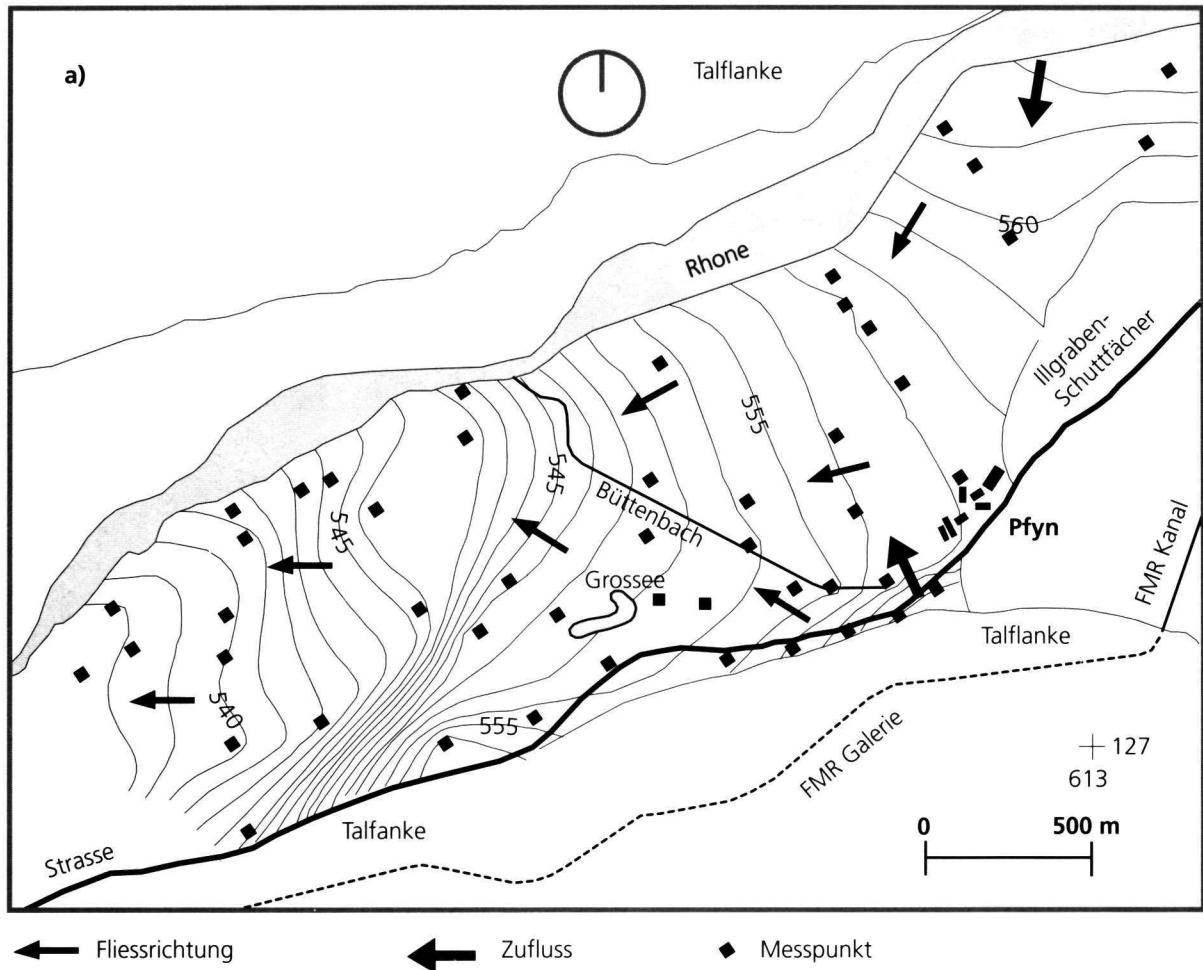 a)
Talflanke
Rhone
560
Illgraben-
Schuttfächer
555
545
Büttenbach
Pfyn
545
Grossee
FMR Kanal
Talflanke
540
555
FMR Galerie
127
613
Talfanke
0 500 m
Strasse
Fliessrichtung Zufluss Messpunkt